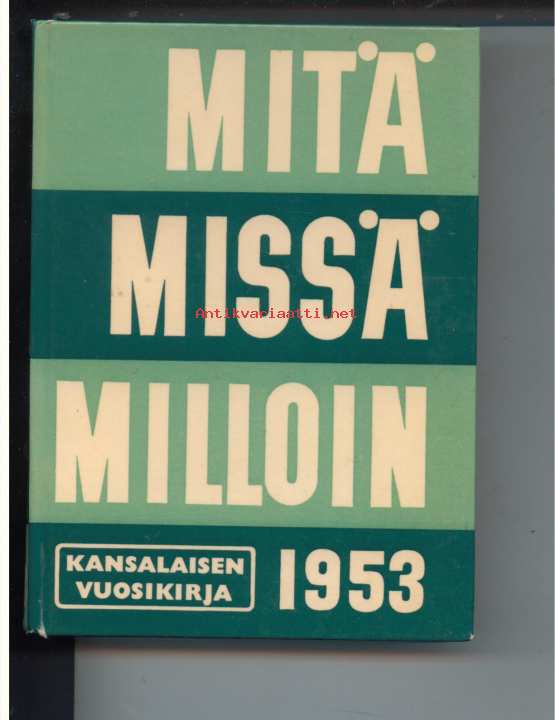 MITÄ
MISSÄ
Antikvariaatti.net
MILLOIN
KANSALAISEN
VUOSIKIRJA
1953